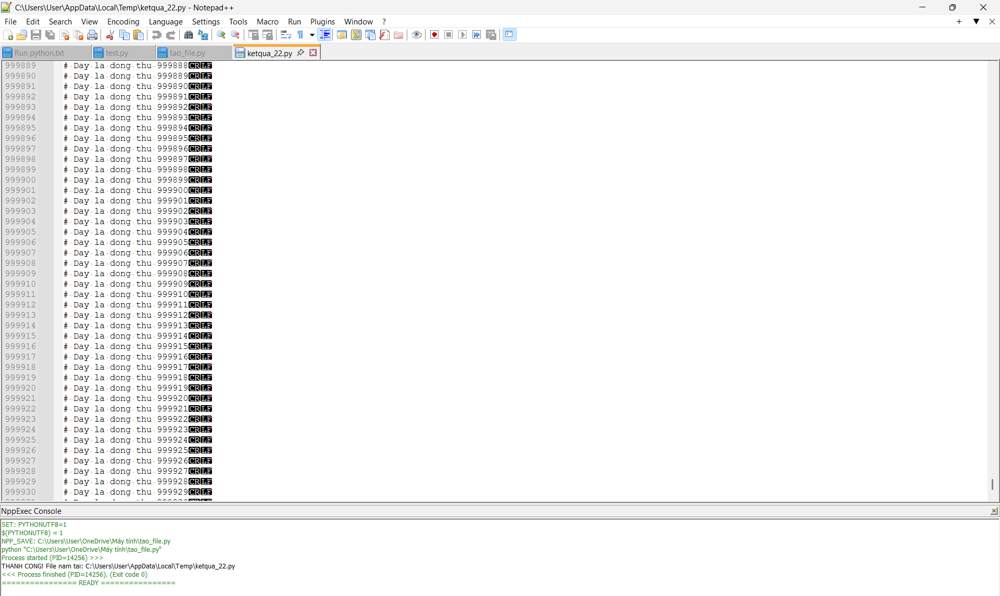 C:\Users\User\AppData\Local\Temp\ketqua_22.py - Notepad++
File Edit Search View Encoding Language Settings Tools Macro Run Plugins Window ?
Run python.txt test.py tao_file.py ketqua_22.py
999889 # Day la dong thu 999888CRLF
999890 # Day la dong thu 999889CRLF
999891 # Day la dong thu 999890CRLF
999892 # Day la dong thu 999891CRLF
999893 # Day la dong thu 999892CRLF
999894 # Day la dong thu 999893CRLF
999895 # Day la dong thu 999894CRLF
999896 # Day la dong thu 999895CRLF
999897 # Day la dong thu 999896CRLF
999898 # Day la dong thu 999897CRLF
999899 # Day la dong thu 999898CRLF
999900 # Day la dong thu 999899CRLF
999901 # Day la dong thu 999900CRLF
999902 # Day la dong thu 999901CRLF
999903 # Day la dong thu 999902CRLF
999904 # Day la dong thu 999903CRLF
999905 # Day la dong thu 999904CRLF
999906 # Day la dong thu 999905CRLF
999907 # Day la dong thu 999906CRLF
999908 # Day la dong thu 999907CRLF
999909 # Day la dong thu 999908CRLF
999910 # Day la dong thu 999909CRLF
999911 # Day la dong thu 999910CRLF
999912 # Day la dong thu 999911CRLF
999913 # Day la dong thu 999912CRLF
999914 # Day la dong thu 999913CRLF
999915 # Day la dong thu 999914CRLF
999916 # Day la dong thu 999915CRLF
999917 # Day la dong thu 999916CRLF
999918 # Day la dong thu 999917CRLF
999919 # Day la dong thu 999918CRLF
999920 # Day la dong thu 999919CRLF
999921 # Day la dong thu 999920CRLF
999922 # Day la dong thu 999921CRLF
999923 # Day la dong thu 999922CRLF
999924 # Day la dong thu 999923CRLF
999925 # Day la dong thu 999924CRLF
999926 # Day la dong thu 999925CRLF
999927 # Day la dong thu 999926CRLF
999928 # Day la dong thu 999927CRLF
999929 # Day la dong thu 999928CRLF
999930 # Day la dong thu 999929CRLF
NppExec Console
SET: PYTHONUTF8=1
$(PYTHONUTF8) = 1
NPP_SAVE: C:\Users\User\OneDrive\Máy tính\tao_file.py
python "C:\Users\User\OneDrive\Máy tính\tao_file.py"
Process started (PID=14256) >>>
THANH CONG! File nam tai: C:\Users\User\AppData\Local\Temp\ketqua_22.py
<<< Process finished (PID=14256). (Exit code 0)
================ READY ================